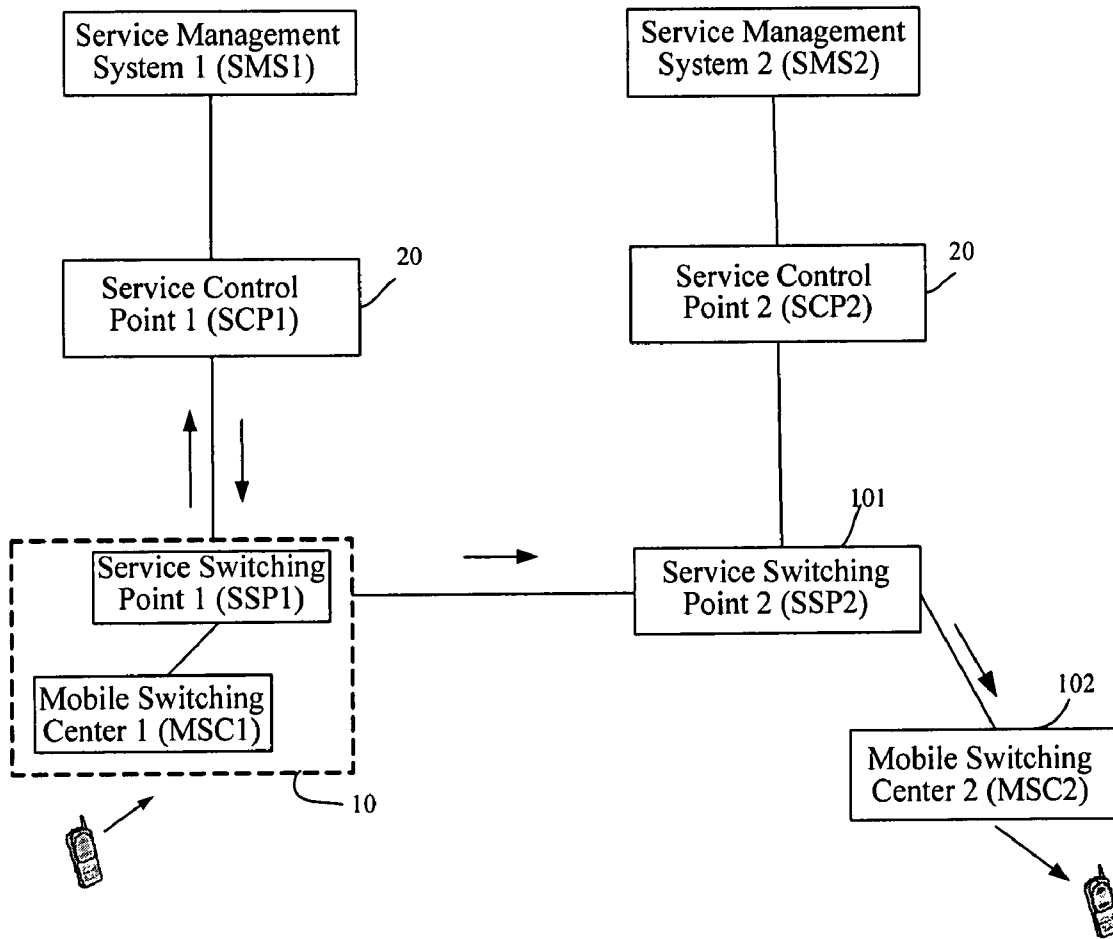 Service Management
System 1 (SMS1)
Service Management
System 2 (SMS2)
20
Service Control
Point 1 (SCP1)
20
Service Control
Point 2 (SCP2)
101
Service Switching
Point 1 (SSP1)
Service Switching
Point 2 (SSP2)
Mobile Switching
Center 1 (MSC1)
102
Mobile Switching
Center 2 (MSC2)
10